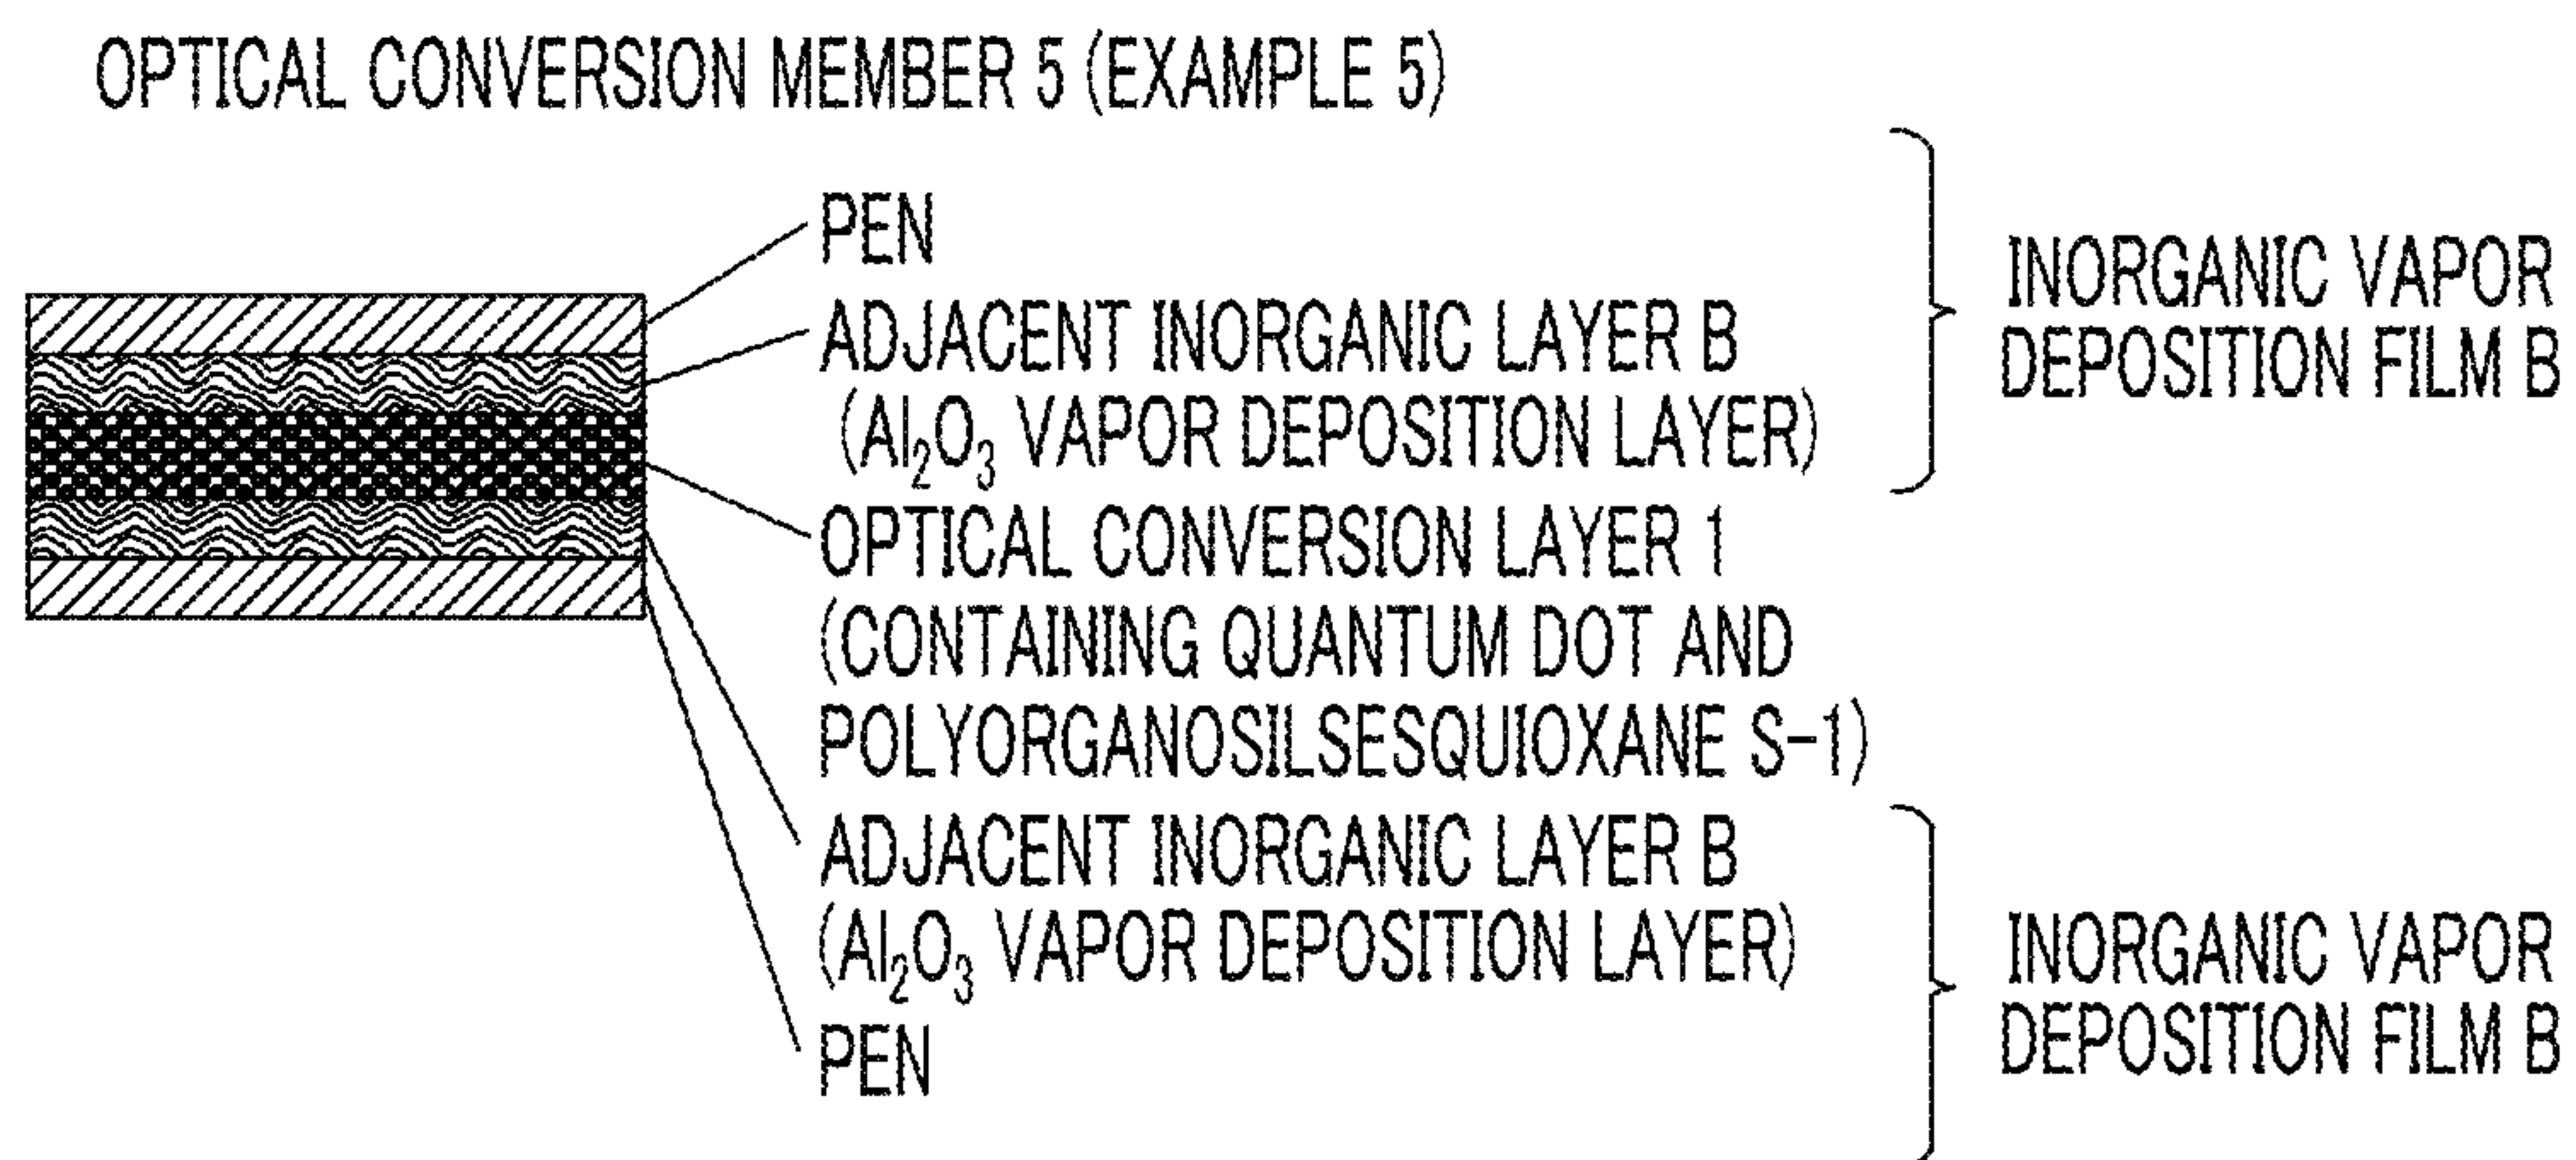 OPTICAL CONVERSION MEMBER 5 (EXAMPLE 5)
PEN
ADJACENT INORGANIC LAYER B
(Al₂O₃ VAPOR DEPOSITION LAYER)
INORGANIC VAPOR
DEPOSITION FILM B
OPTICAL CONVERSION LAYER 1
(CONTAINING QUANTUM DOT AND
POLYORGANOSILSESQUIOXANE S-1)
ADJACENT INORGANIC LAYER B
(Al₂O₃ VAPOR DEPOSITION LAYER)
PEN
INORGANIC VAPOR
DEPOSITION FILM B